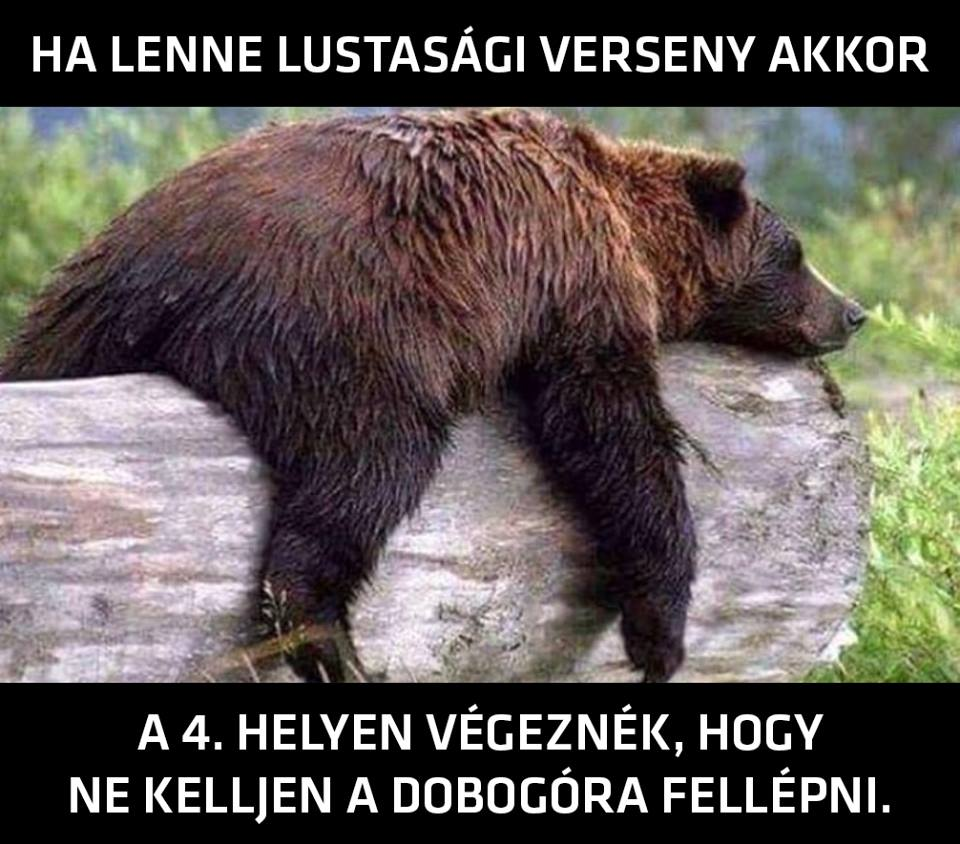 HA LENNE LUSTASÁGI VERSENY AKKOR
A 4. HELYEN VÉGEZNÉK, HOGY
NE KELLJEN A DOBOGÓRA FELLÉPNI.